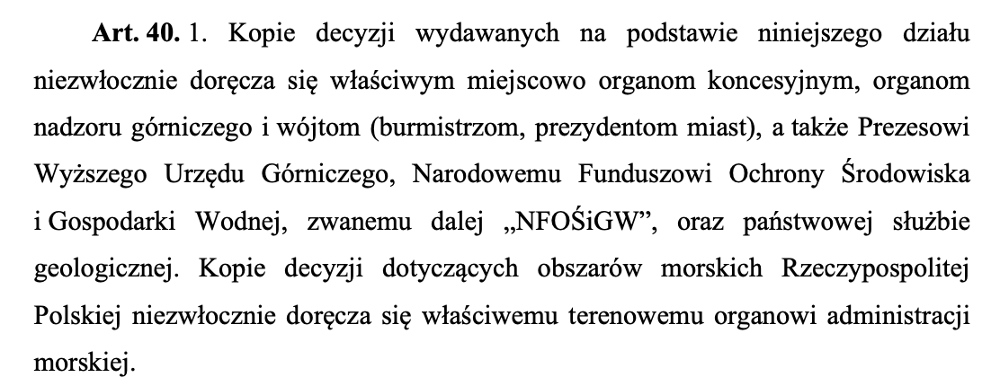 Art. 40. 1. Kopie decyzji wydawanych na podstawie niniejszego działu
niezwłocznie doręcza się właściwym miejscowo organom koncesyjnym, organom
nadzoru górniczego i wójtom (burmistrzom, prezydentom miast), a także Prezesowi
Wyższego Urzędu Górniczego, Narodowemu Funduszowi Ochrony Środowiska
i Gospodarki Wodnej, zwanemu dalej „NFOŚiGW”, oraz państwowej służbie
geologicznej. Kopie decyzji dotyczących obszarów morskich Rzeczypospolitej
Polskiej niezwłocznie doręcza się właściwemu terenowemu organowi administracji
morskiej.